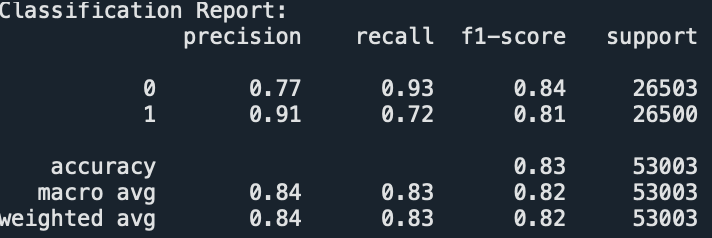 Classification Report:
precision recall f1-score support
0 0.77 0.93 0.84 26503
1 0.91 0.72 0.81 26500
accuracy 0.83 53003
macro avg 0.84 0.83 0.82 53003
weighted avg 0.84 0.83 0.82 53003